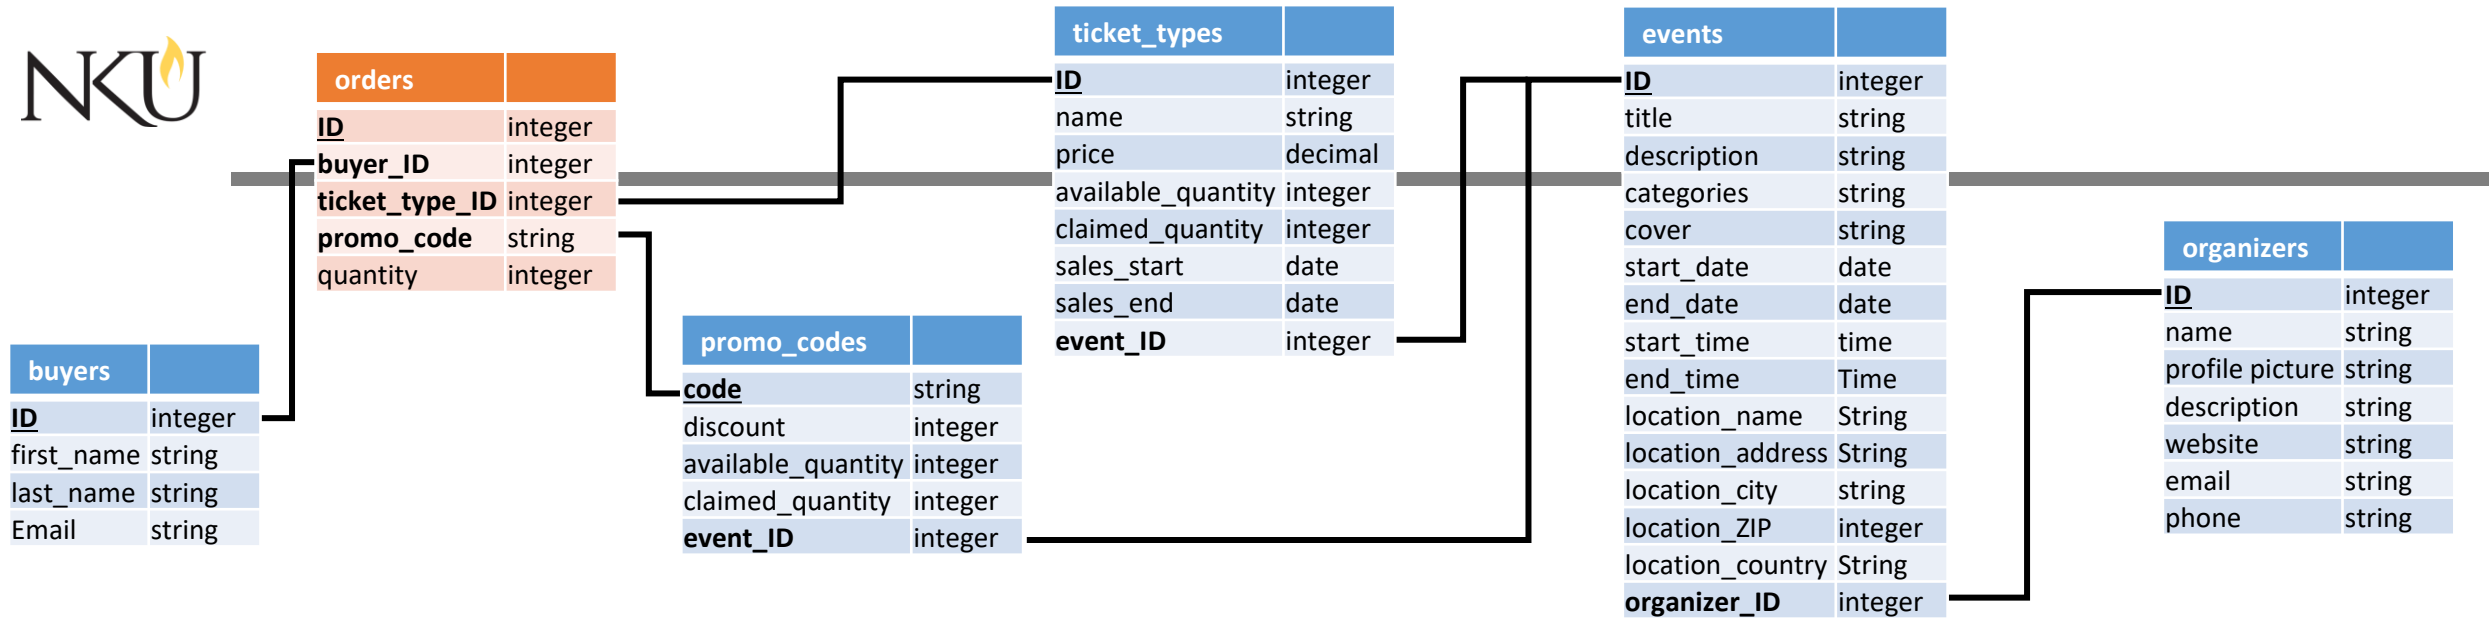 NKU
orders
ID integer
buyer_ID integer
ticket_type_ID integer
promo_code string
quantity integer
buyers
ID integer
first_name string
last_name string
Email string
promo_codes
code string
discount integer
available_quantity integer
claimed_quantity integer
event_ID integer
ticket_types
ID integer
name string
price decimal
available_quantity integer
claimed_quantity integer
sales_start date
sales_end date
event_ID integer
events
ID integer
title string
description string
categories string
cover string
start_date date
end_date date
start_time time
end_time Time
location_name String
location_address String
location_city string
location_ZIP integer
location_country String
organizer_ID integer
organizers
ID integer
name string
profile picture string
description string
website string
email string
phone string